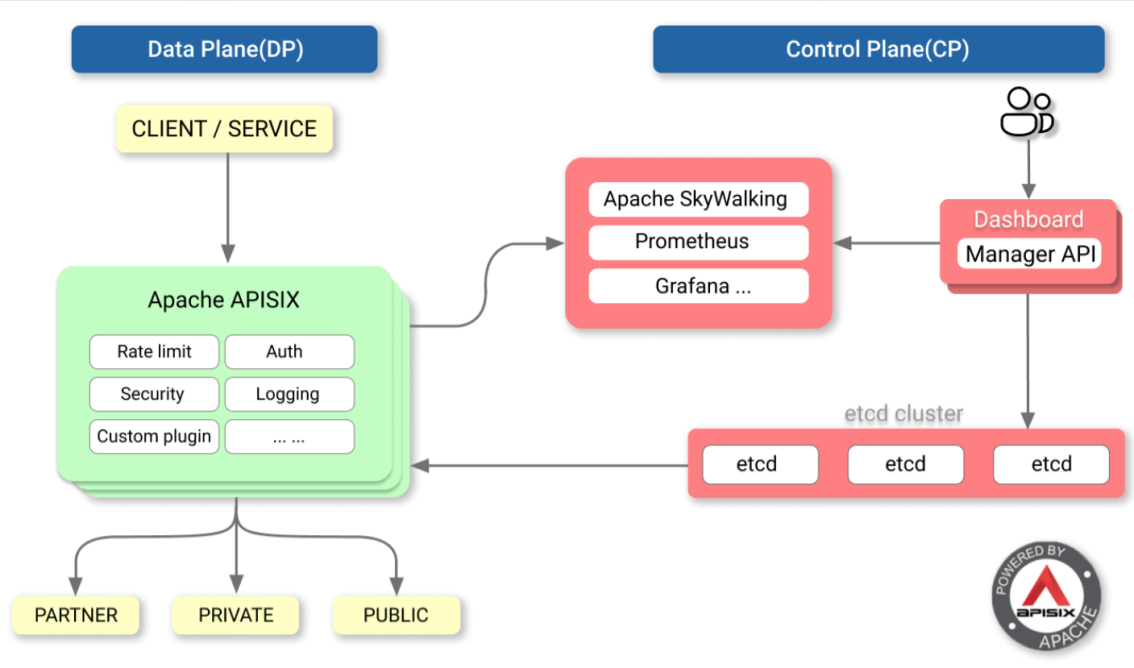 Data Plane(DP)
Control Plane(CP)
CLIENT / SERVICE
Apache SkyWalking
Prometheus
Grafana ...
Dashboard
Manager API
Apache APISIX
Rate limit
Auth
Security
Logging
Custom plugin
... ...
etcd cluster
etcd
etcd
etcd
PARTNER
PRIVATE
PUBLIC
POWERED BY
APISIX
APACHE